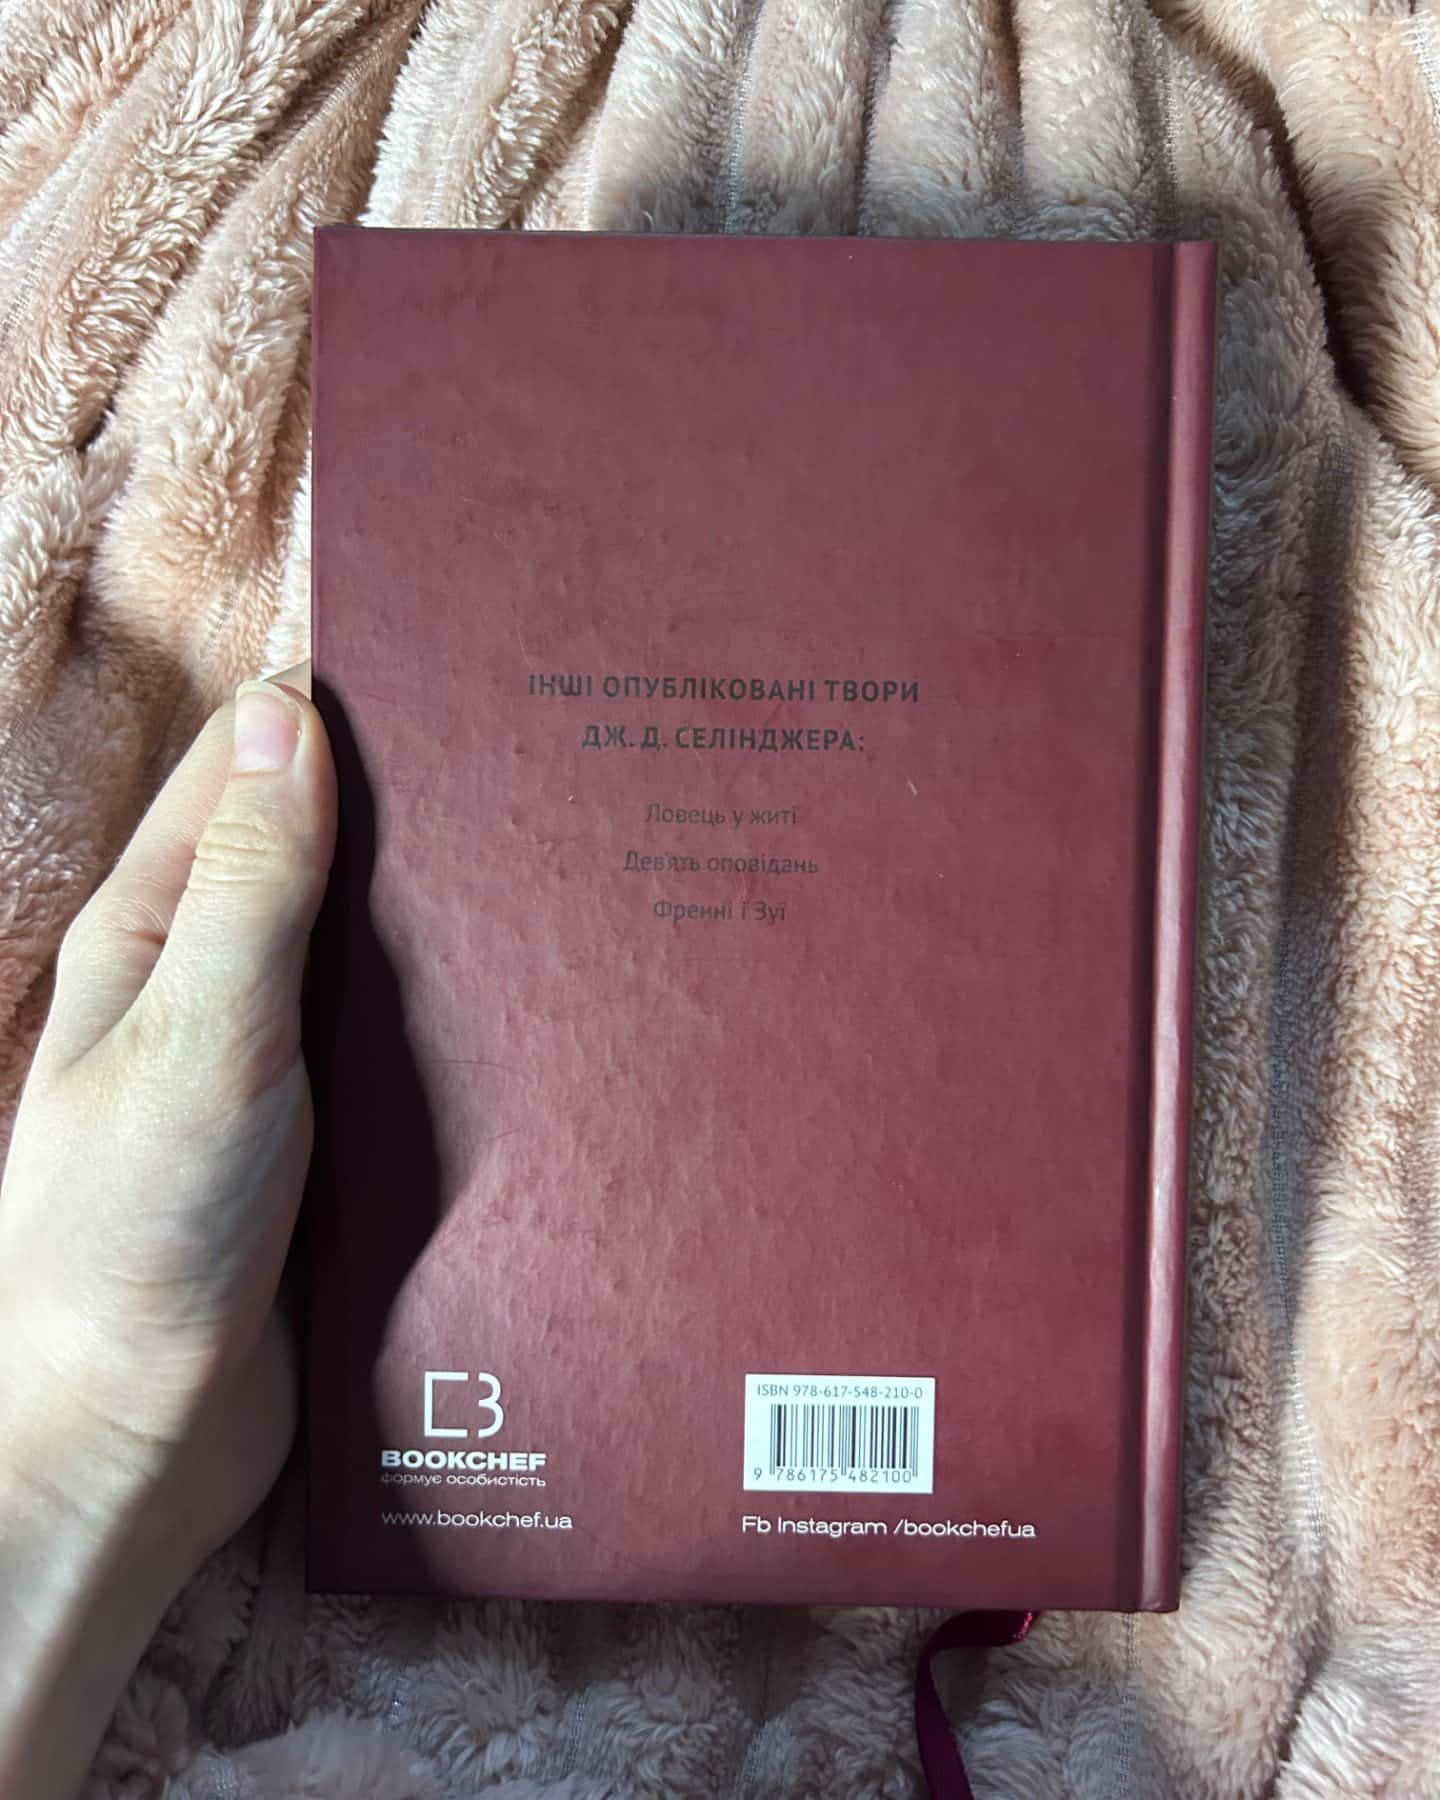 ІНШІ ОПУБЛІКОВАНІ ТВОРИ
ДЖ. Д. СЕЛІНДЖЕРА:
Ловець у житі
Дев'ять оповідань
Френні і Зуї
BOOKCHEF
формує особистість
www.bookchef.ua
ISBN 978-617-548-210-0
9 786175 482100
Fb Instagram /bookchefua